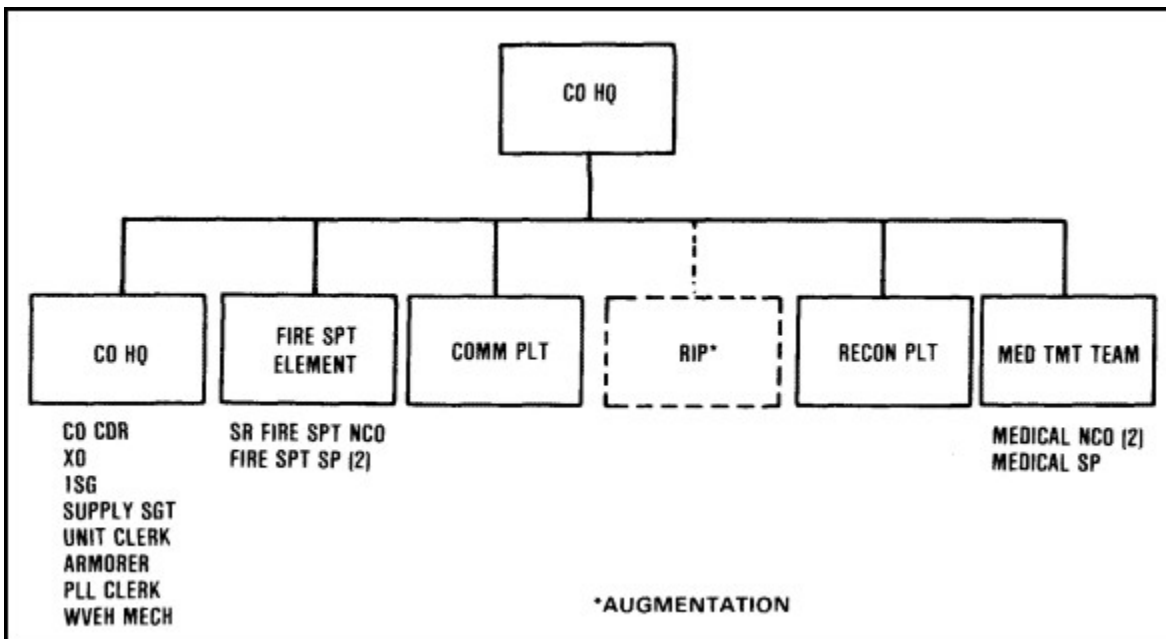 CO HQ
CO HQ
FIRE SPT
ELEMENT
COMM PLT
RIP*
RECON PLT
MED TMT TEAM
CO CDR
XO
1SG
SUPPLY SGT
UNIT CLERK
ARMORER
PLL CLERK
WVEH MECH
SR FIRE SPT NCO
FIRE SPT SP (2)
MEDICAL NCO (2)
MEDICAL SP
*AUGMENTATION